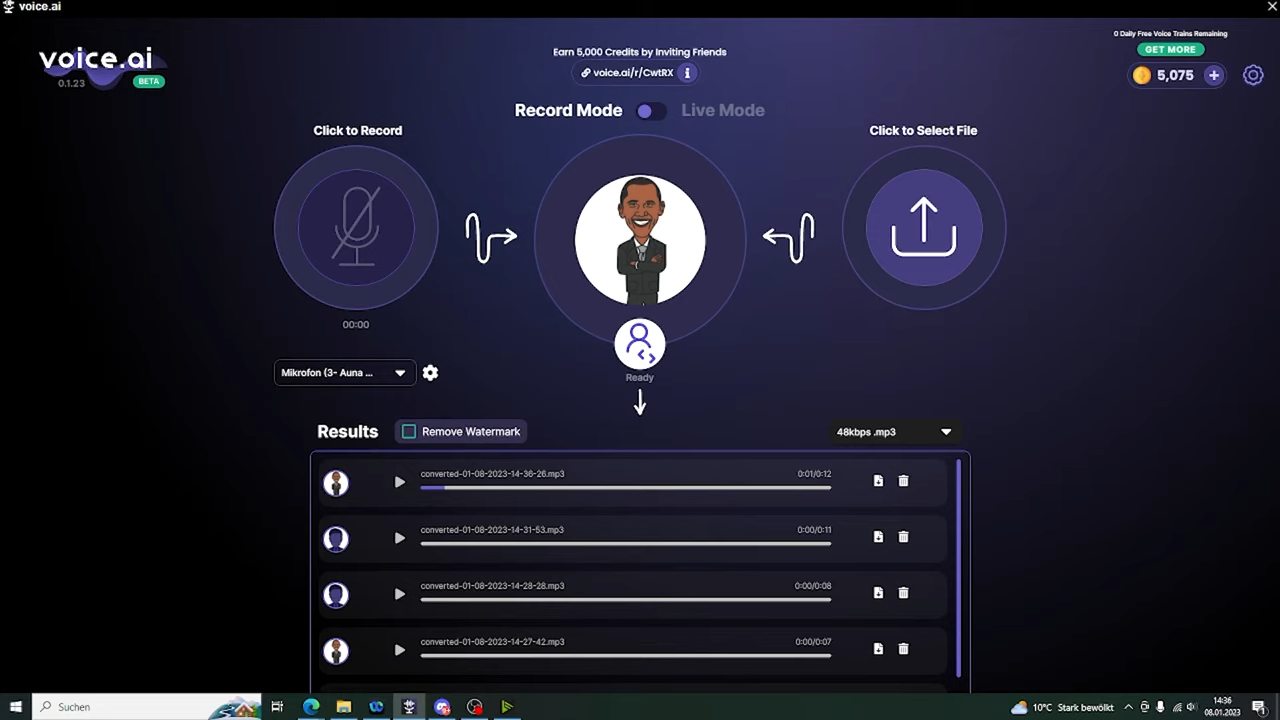 voice.ai
voice.ai
0.1.23
BETA
Earn 5,000 Credits by Inviting Friends
voice.ai/r/CwtRX
0 Daily Free Voice Trains Remaining
GET MORE
5,075
Record Mode
Live Mode
Click to Record
Click to Select File
00:00
Mikrofon (3- Auna ...
Ready
Results
Remove Watermark
48kbps .mp3
converted-01-08-2023-14-36-26.mp3 0:01/0:12
converted-01-08-2023-14-31-53.mp3 0:00/0:11
converted-01-08-2023-14-28-28.mp3 0:00/0:08
converted-01-08-2023-14-27-42.mp3 0:00/0:07
Suchen
10°C Stark bewölkt
14:36
08.01.2023